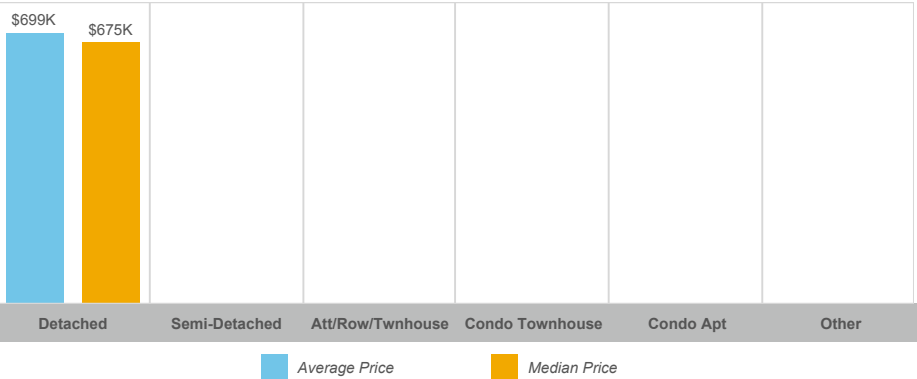 $699K
$675K
Detached Semi-Detached Att/Row/Twnhouse Condo Townhouse Condo Apt Other
Average Price Median Price